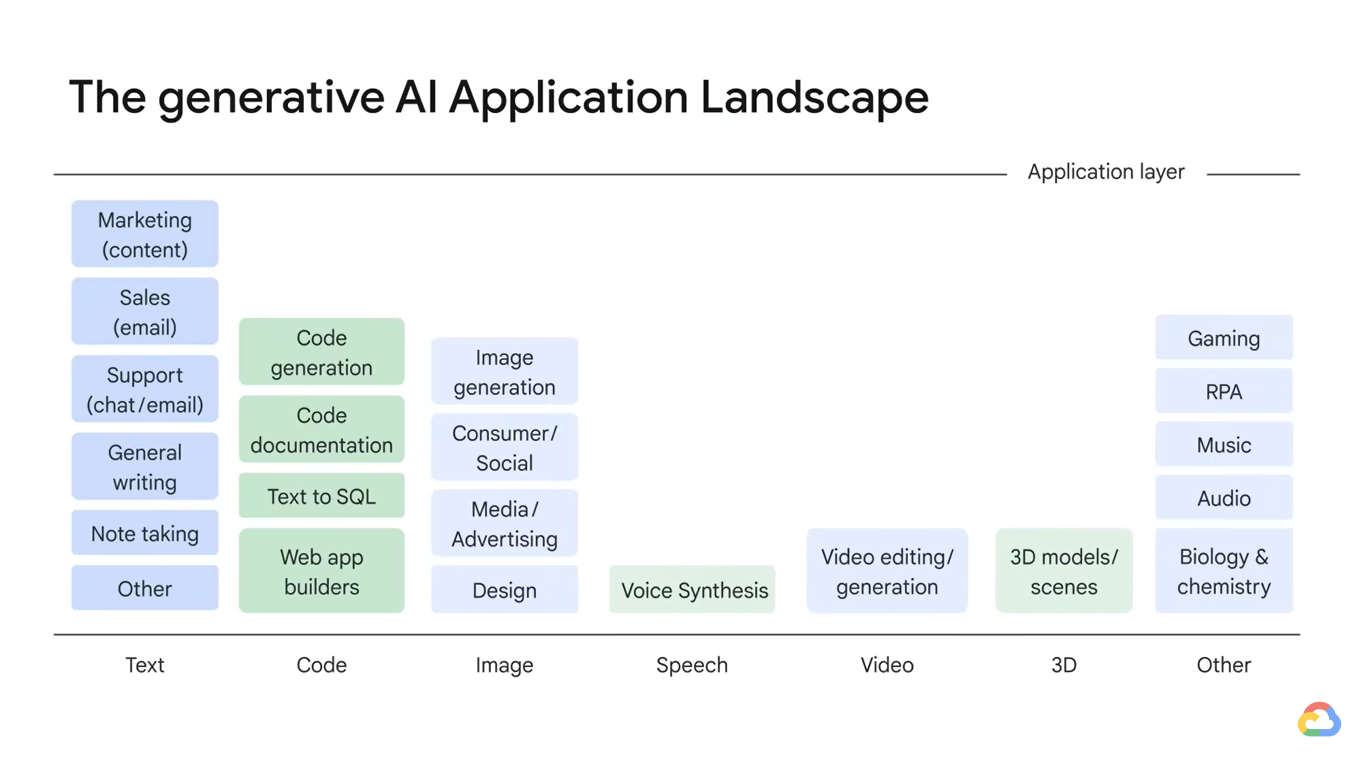 The generative AI Application Landscape
Application layer
Marketing
(content)
Sales
(email)
Support
(chat/email)
General
writing
Note taking
Other
Code
generation
Code
documentation
Text to SQL
Web app
builders
Image
generation
Consumer/
Social
Media/
Advertising
Design
Voice Synthesis
Video editing/
generation
3D models/
scenes
Gaming
RPA
Music
Audio
Biology &
chemistry
Text
Code
Image
Speech
Video
3D
Other